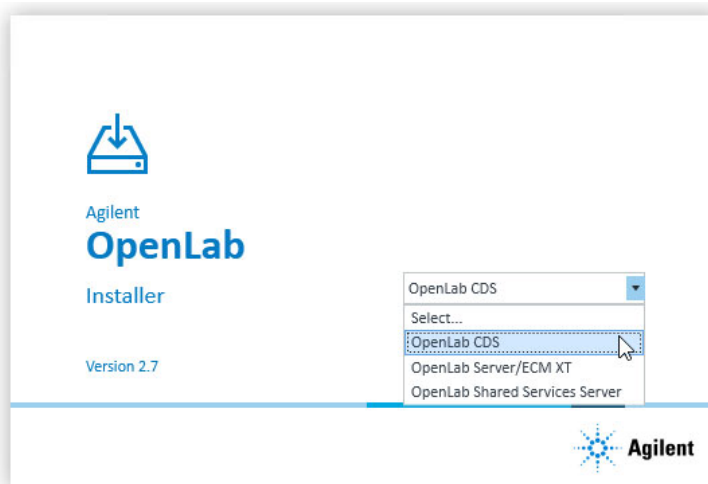 Agilent
OpenLab
Installer
Version 2.7
OpenLab CDS
Select...
OpenLab CDS
OpenLab Server/ECM XT
OpenLab Shared Services Server
Agilent